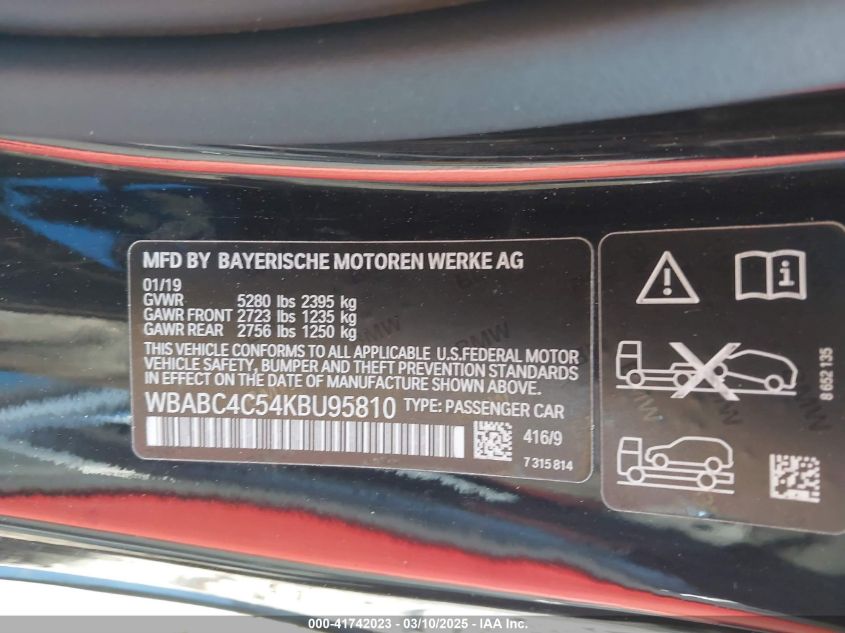 MFD BY BAYERISCHE MOTOREN WERKE AG
01/19
GVWR 5280 lbs 2395 kg
GAWR FRONT 2723 lbs 1235 kg
GAWR REAR 2756 lbs 1250 kg
THIS VEHICLE CONFORMS TO ALL APPLICABLE U.S.FEDERAL MOTOR
VEHICLE SAFETY, BUMPER AND THEFT PREVENTION STANDARDS
IN EFFECT ON THE DATE OF MANUFACTURE SHOWN ABOVE.
WBABC4C54KBU95810 TYPE: PASSENGER CAR
416/9
7 315 814
8 652 135
000-41742023 - 03/10/2025 - IAA Inc.